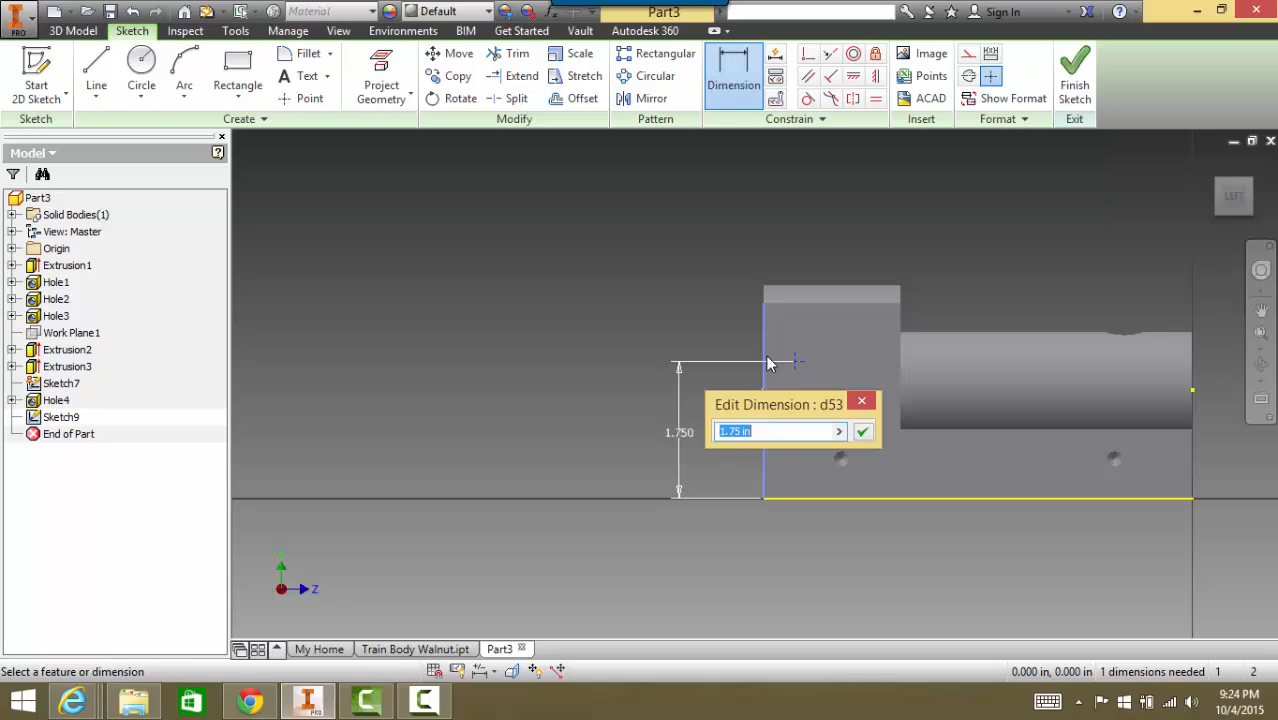 Material
Default
Part3
Sign In
PRO
3D Model Sketch Inspect Tools Manage View Environments BIM Get Started Vault Autodesk 360
Start
2D Sketch
Line
Circle
Arc
Rectangle
Fillet
Text
Point
Project
Geometry
Move
Copy
Rotate
Trim
Extend
Split
Scale
Stretch
Offset
Rectangular
Circular
Mirror
Dimension
Image
Points
ACAD
Show Format
Finish
Sketch
Sketch Create Modify Pattern Constrain Insert Format Exit
Model
Part3
Solid Bodies(1)
View: Master
Origin
Extrusion1
Hole1
Hole2
Hole3
Work Plane1
Extrusion2
Extrusion3
Sketch7
Hole4
Sketch9
End of Part
LEFT
Edit Dimension : d53
1.75 in
1.750
Y
Z
My Home Train Body Walnut.ipt Part3
Select a feature or dimension
0.000 in, 0.000 in 1 dimensions needed 1 2
PRO
9:24 PM
10/4/2015